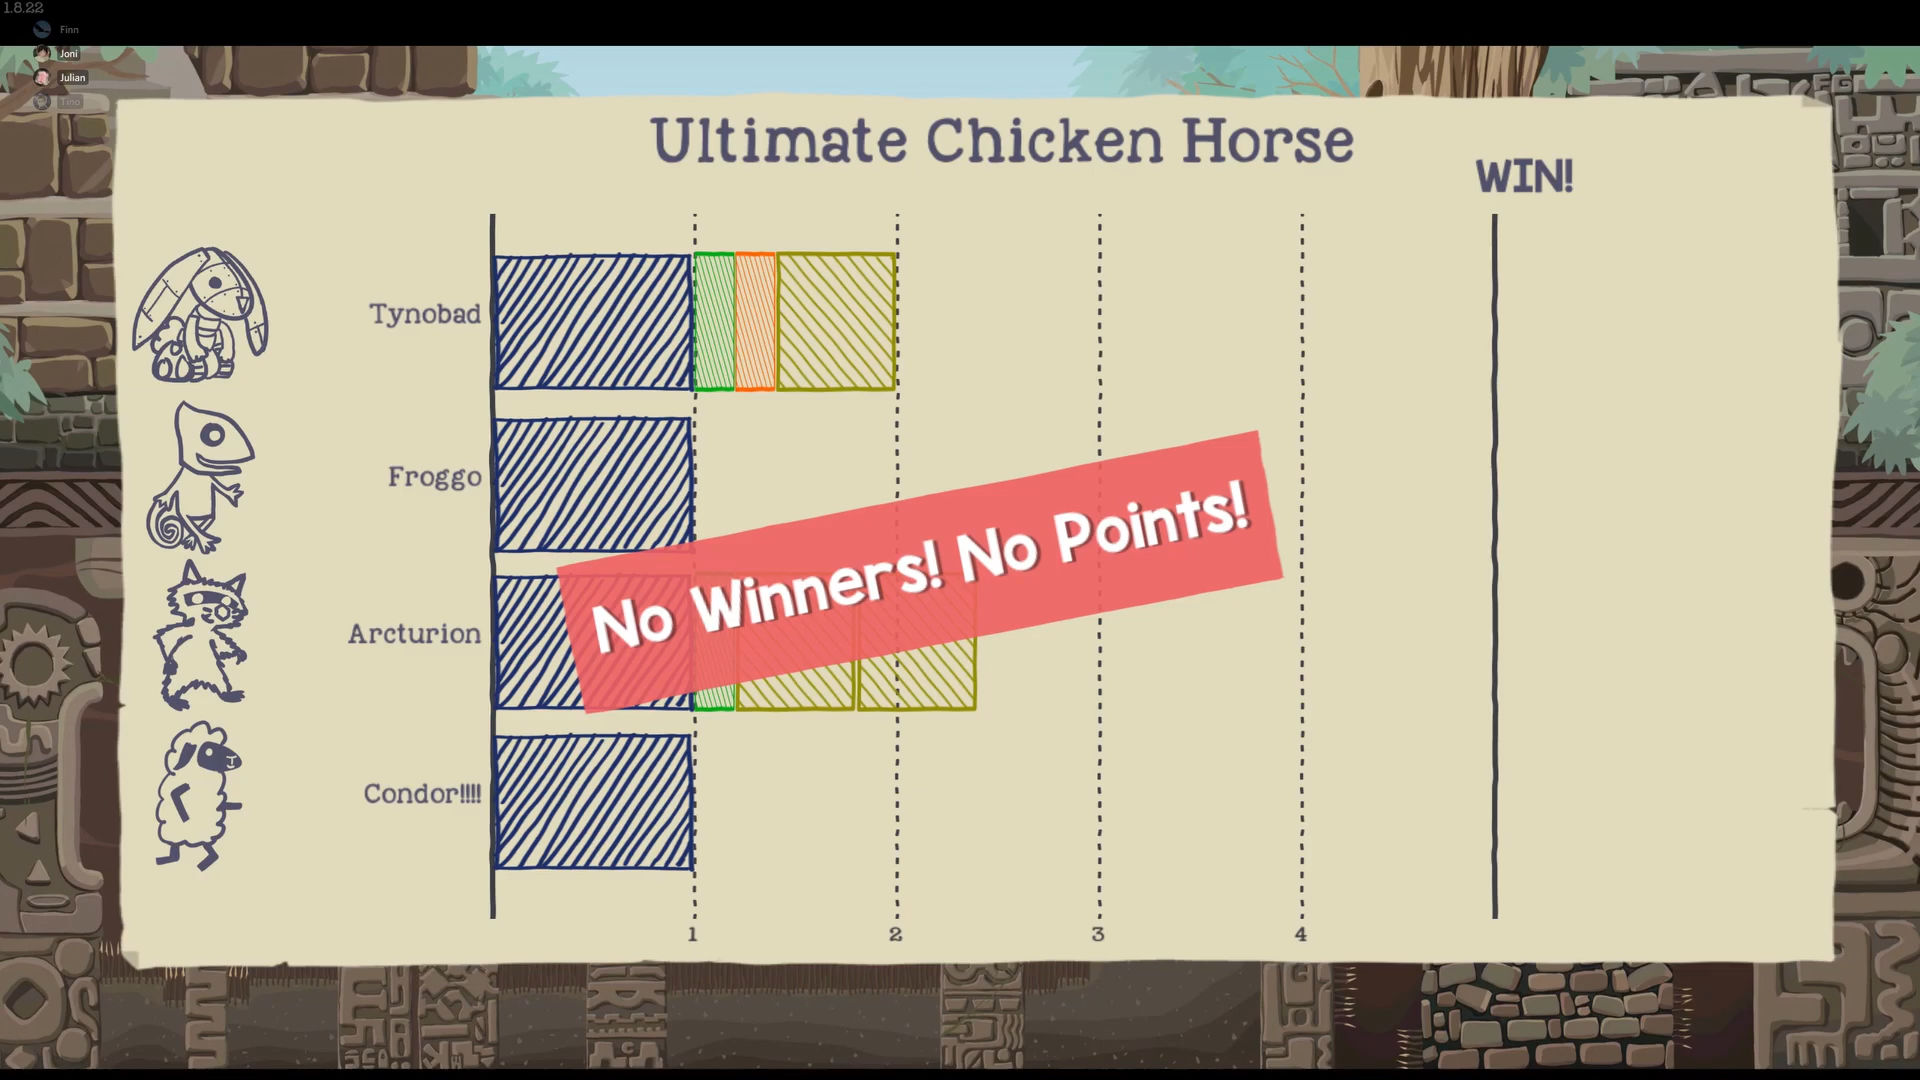 1.8.22
Finn
Joni
Julian
Tino
Ultimate Chicken Horse
WIN!
Tynobad
Froggo
No Winners! No Points!
Arcturion
Condor!!!!
1 2 3 4